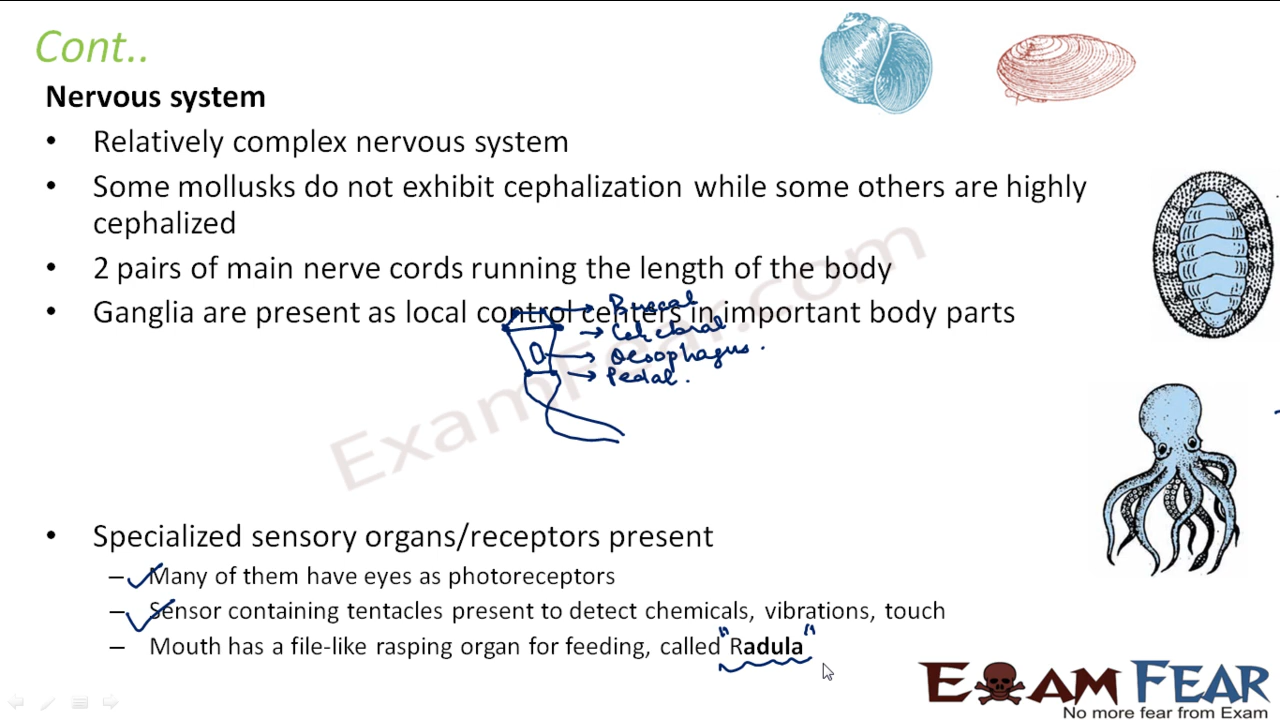 Cont..
Nervous system
• Relatively complex nervous system
• Some mollusks do not exhibit cephalization while some others are highly
cephalized
• 2 pairs of main nerve cords running the length of the body
• Ganglia are present as local control centers in important body parts
Buccal
Cerebral
Oesophagus.
Pedal.
ExamFear.com
• Specialized sensory organs/receptors present
– Many of them have eyes as photoreceptors
– Sensor containing tentacles present to detect chemicals, vibrations, touch
– Mouth has a file-like rasping organ for feeding, called "Radula"
EXAM FEAR
No more fear from Exam